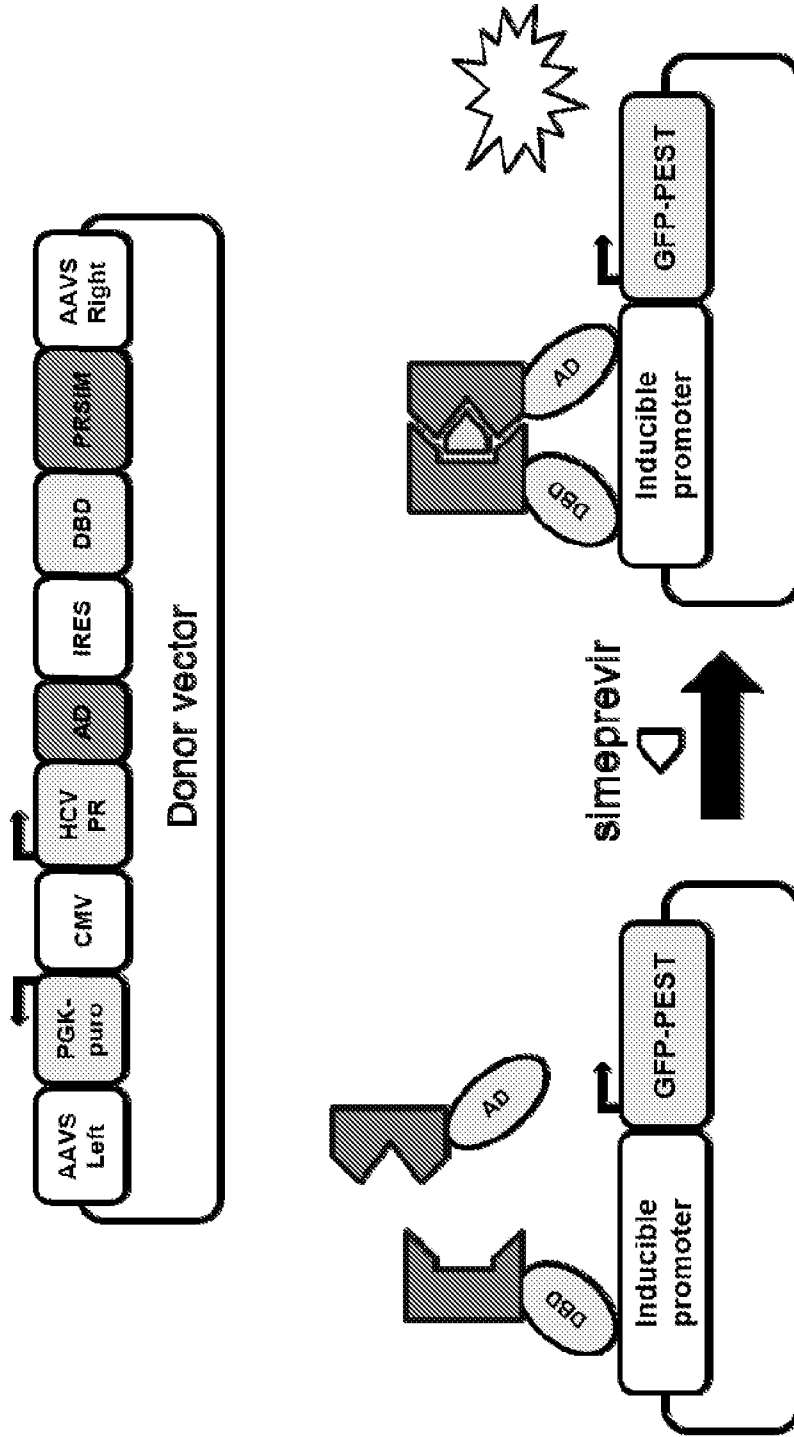 AAVS
Left
PGK-
puro
CMV
HCV
PR
AD
IRES
DBD
PRSIM
AAVS
Right
Donor vector
DBD
AD
Inducible
promoter
GFP-PEST
simeprevir
DBD
AD
Inducible
promoter
GFP-PEST